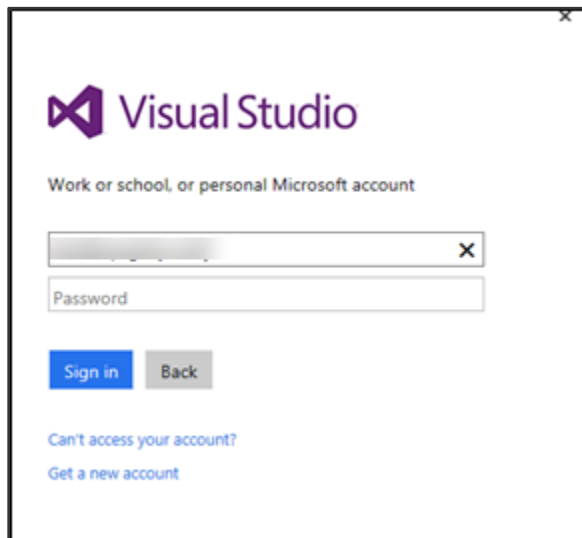 Visual Studio
Work or school, or personal Microsoft account
Password
Sign in
Back
Can't access your account?
Get a new account